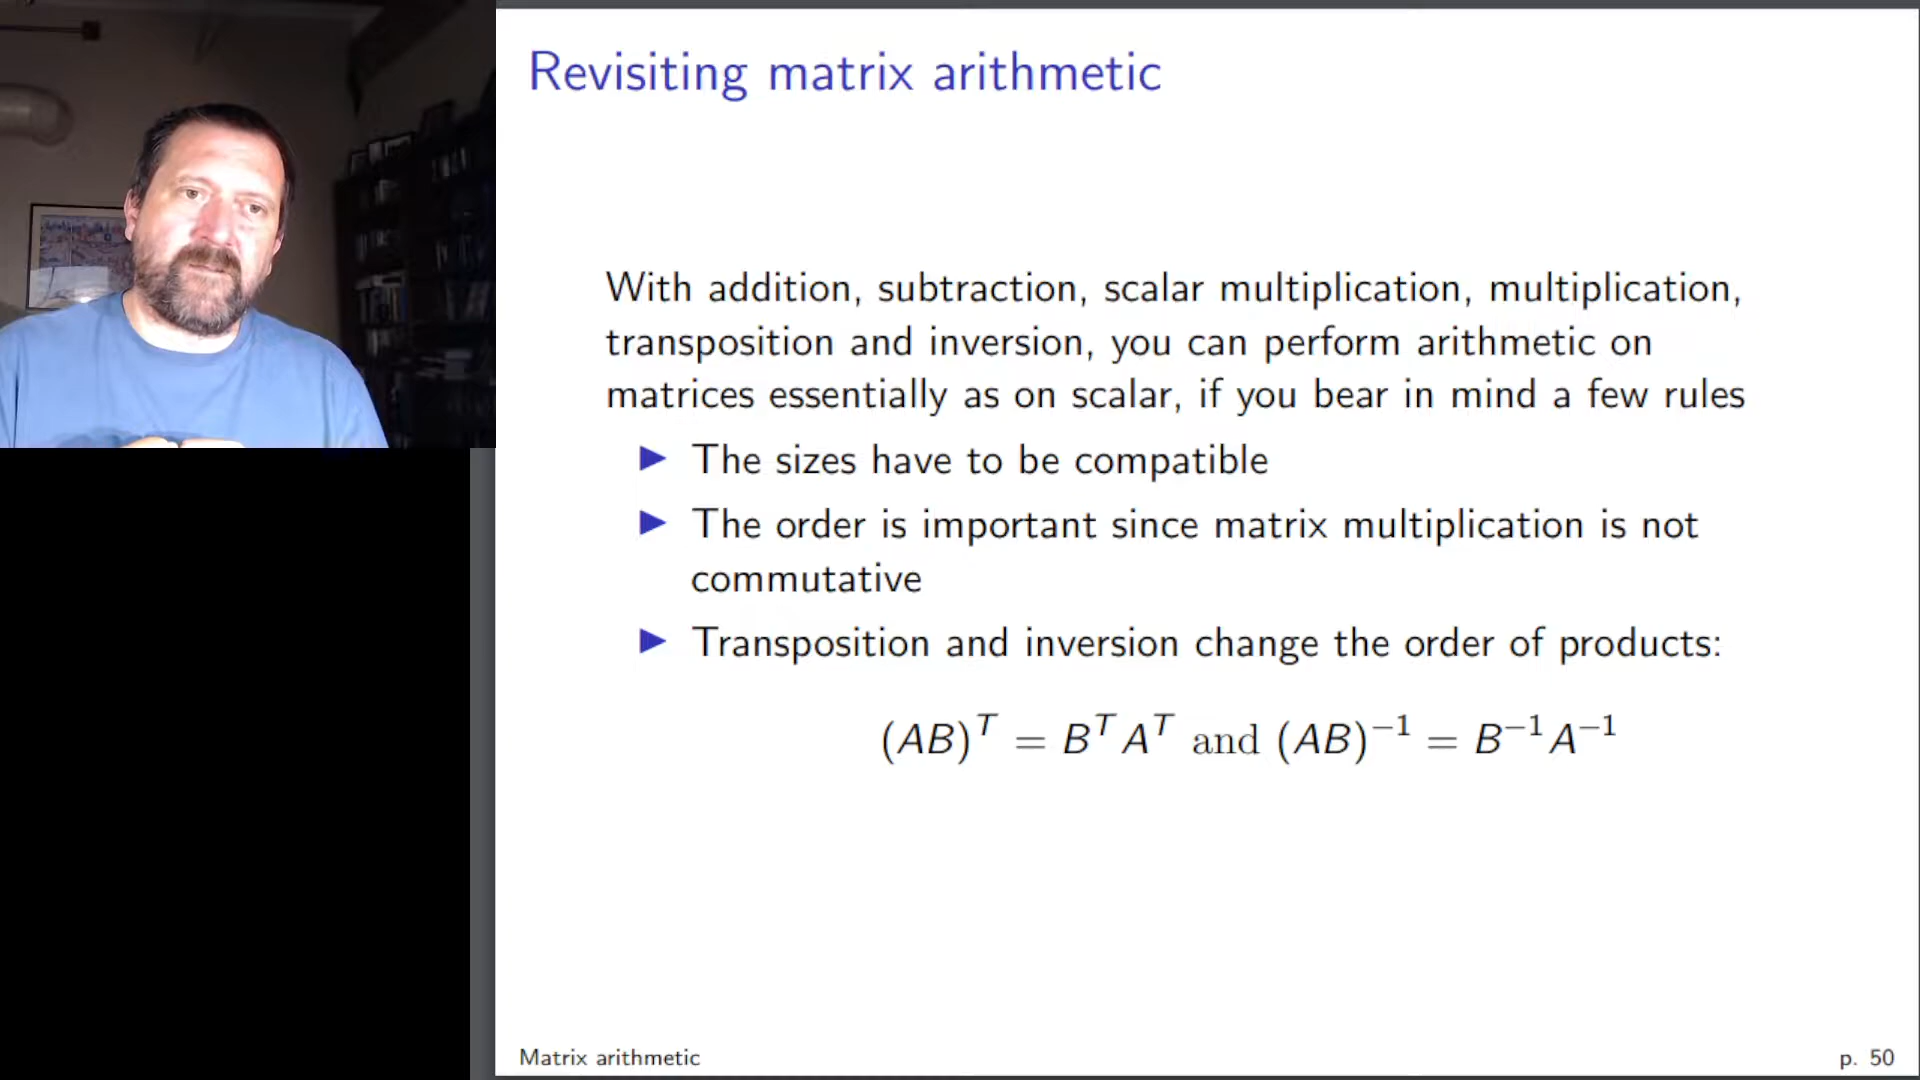 Revisiting matrix arithmetic
With addition, subtraction, scalar multiplication, multiplication,
transposition and inversion, you can perform arithmetic on
matrices essentially as on scalar, if you bear in mind a few rules
▶ The sizes have to be compatible
▶ The order is important since matrix multiplication is not
commutative
▶ Transposition and inversion change the order of products:
(AB)ᵀ = BᵀAᵀ and (AB)⁻¹ = B⁻¹A⁻¹
Matrix arithmetic
p. 50